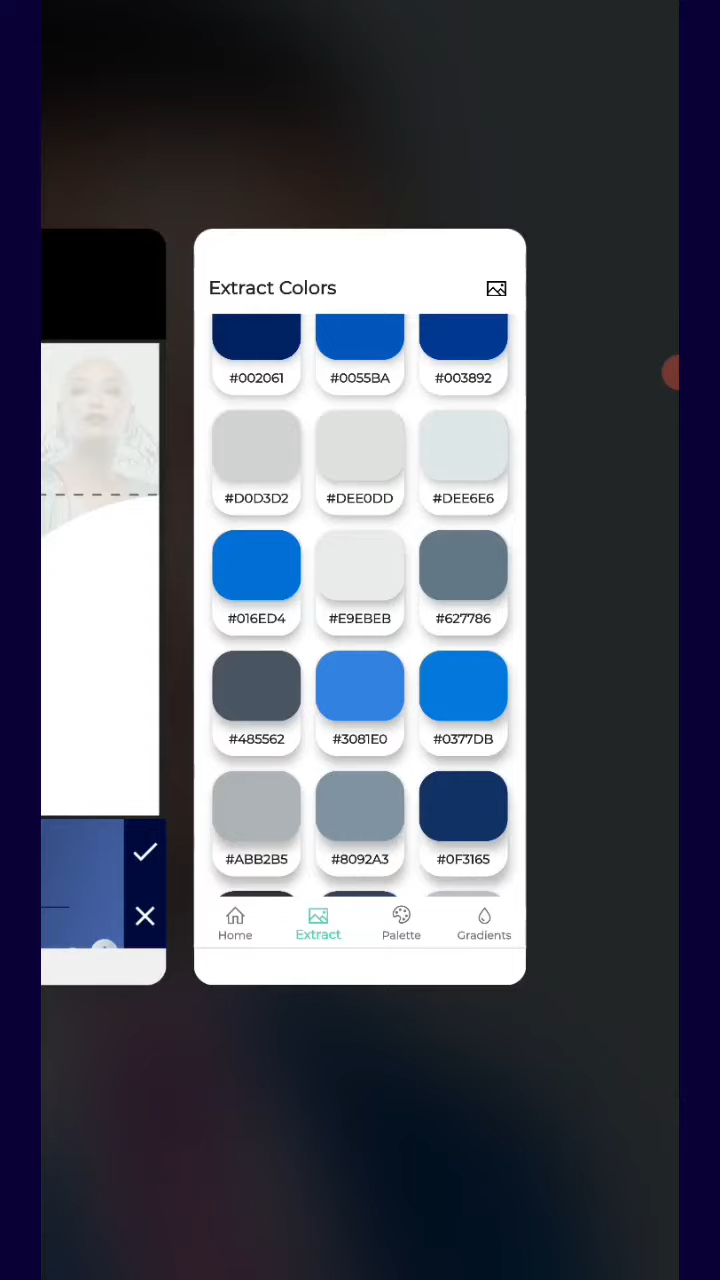 Extract Colors
#002061 #0055BA #003892
#D0D3D2 #DEE0DD #DEE6E6
#016ED4 #E9EBEB #627786
#485562 #3081E0 #0377DB
#ABB2B5 #8092A3 #0F3165
Home Extract Palette Gradients